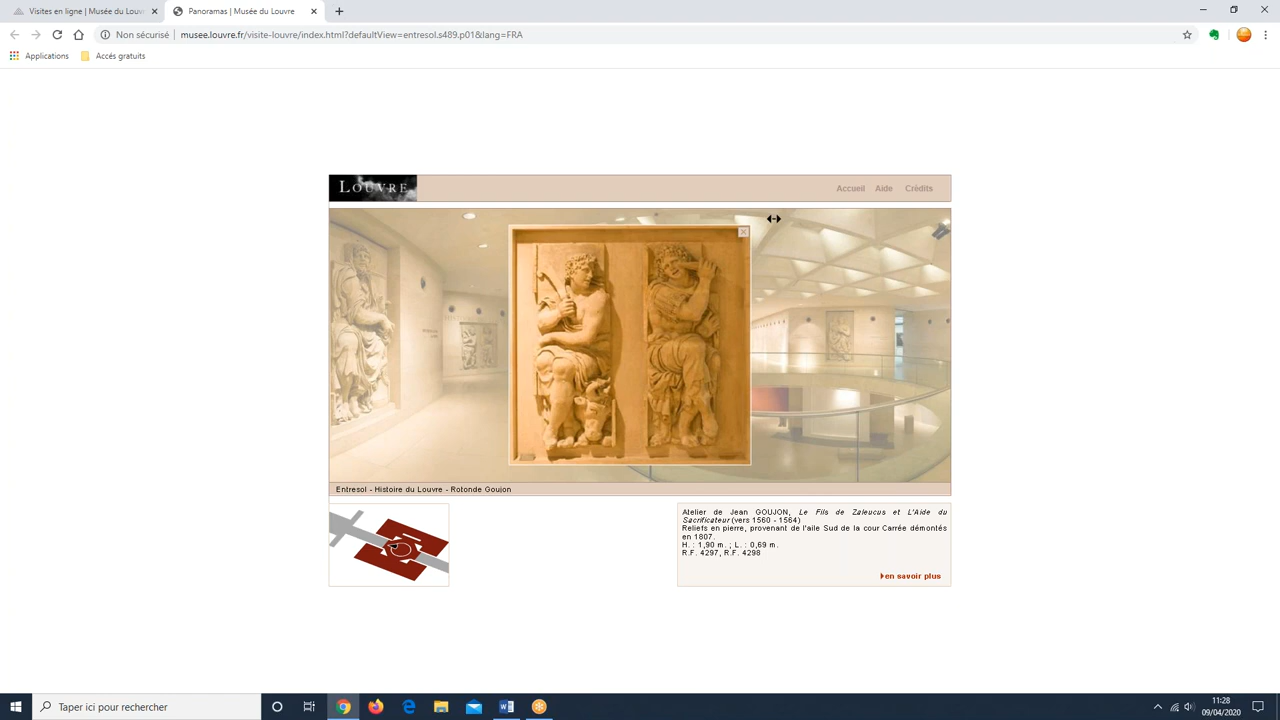 Visites en ligne | Musée du Louvr
Panoramas | Musée du Louvre
Non sécurisé
musee.louvre.fr/visite-louvre/index.html?defaultView=entresol.s489.p01&lang=FRA
Applications
Accés gratuits
LOUVRE
Accueil Aide Crédits
Entresol - Histoire du Louvre - Rotonde Goujon
Atelier de Jean GOUJON, Le Fils de Zaleucus et L'Aide du
Sacrificateur (vers 1560 - 1564)
Reliefs en pierre, provenant de l'aile Sud de la cour Carrée démontés
en 1807.
H. : 1,90 m. ; L. : 0,69 m.
R.F. 4297, R.F. 4298
en savoir plus
Taper ici pour rechercher
11:28
09/04/2020